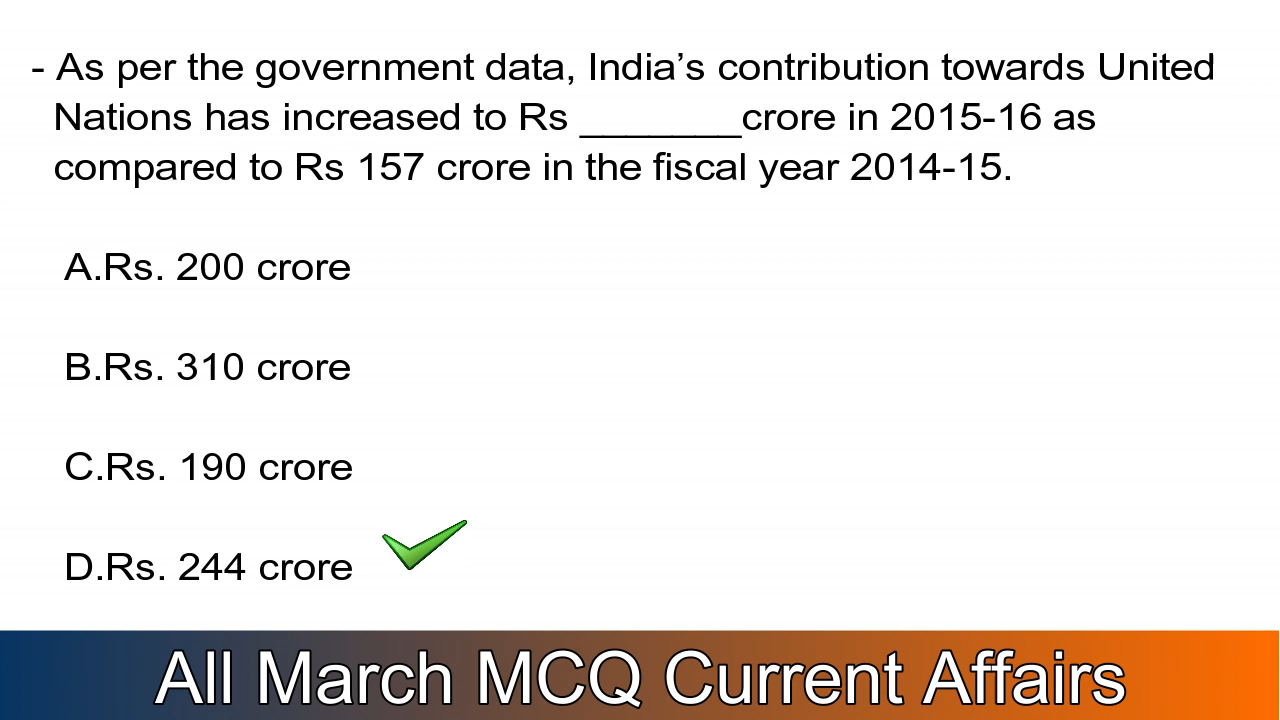 - As per the government data, India’s contribution towards United
Nations has increased to Rs _______crore in 2015-16 as
compared to Rs 157 crore in the fiscal year 2014-15.
A.Rs. 200 crore
B.Rs. 310 crore
C.Rs. 190 crore
D.Rs. 244 crore
All March MCQ Current Affairs